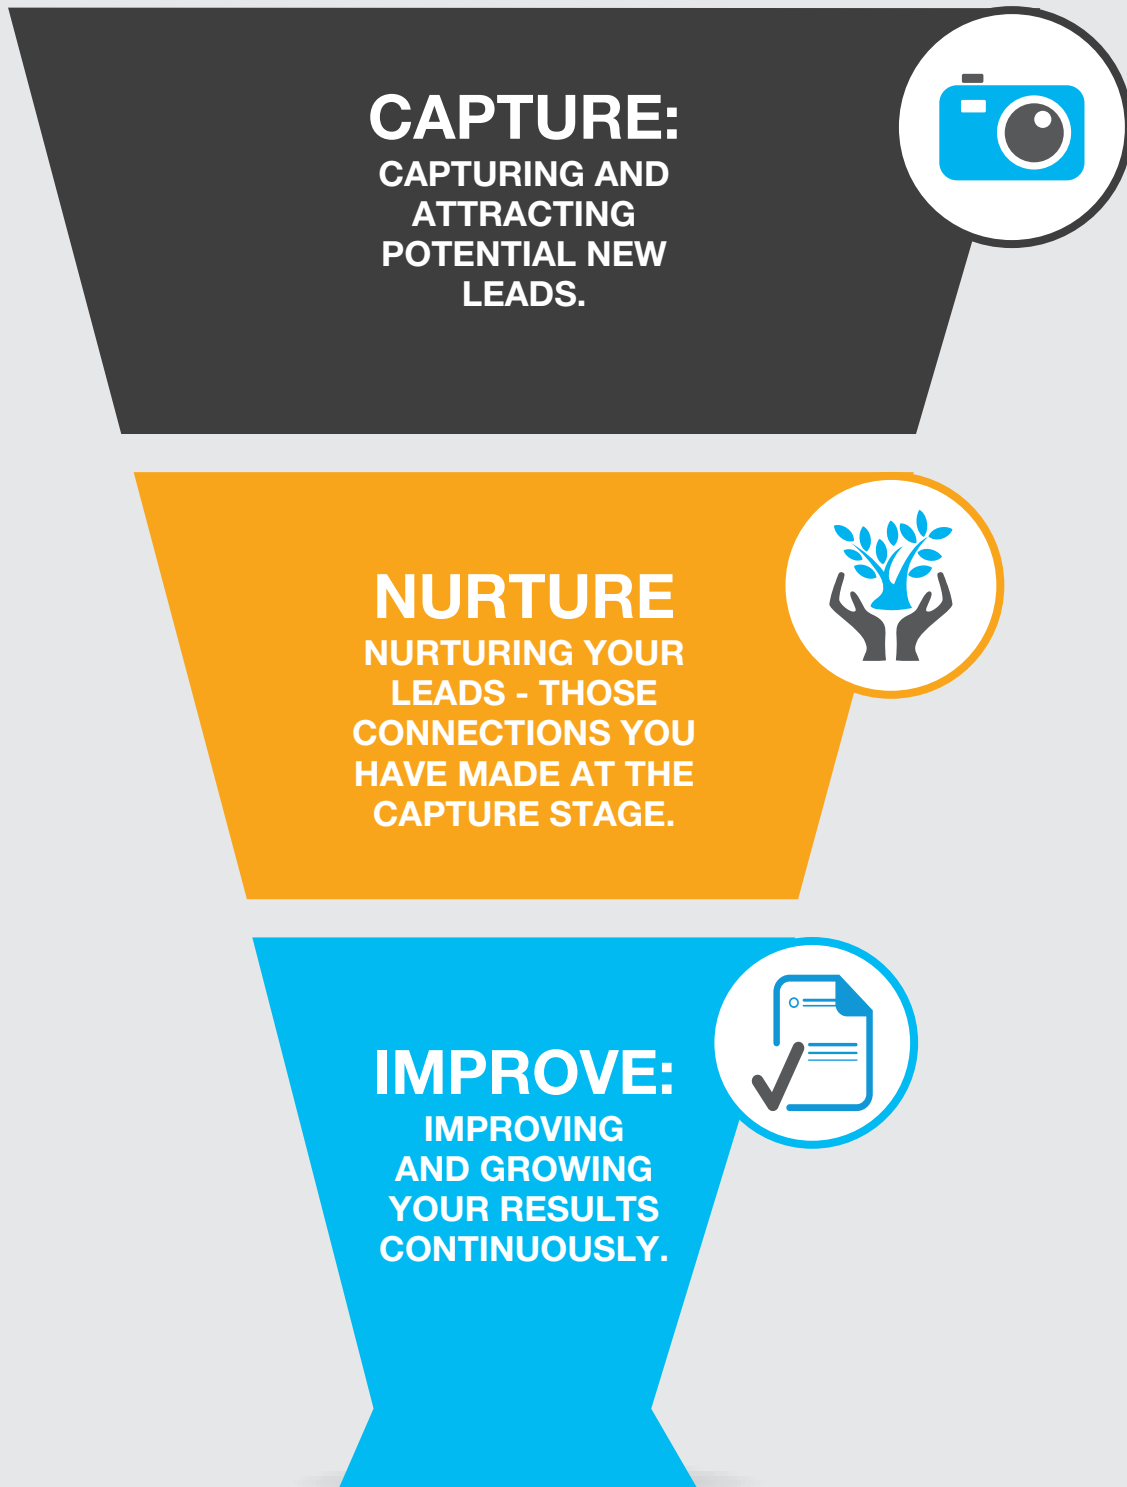 CAPTURE:
CAPTURING AND
ATTRACTING
POTENTIAL NEW
LEADS.
NURTURE
NURTURING YOUR
LEADS - THOSE
CONNECTIONS YOU
HAVE MADE AT THE
CAPTURE STAGE.
IMPROVE:
IMPROVING
AND GROWING
YOUR RESULTS
CONTINUOUSLY.